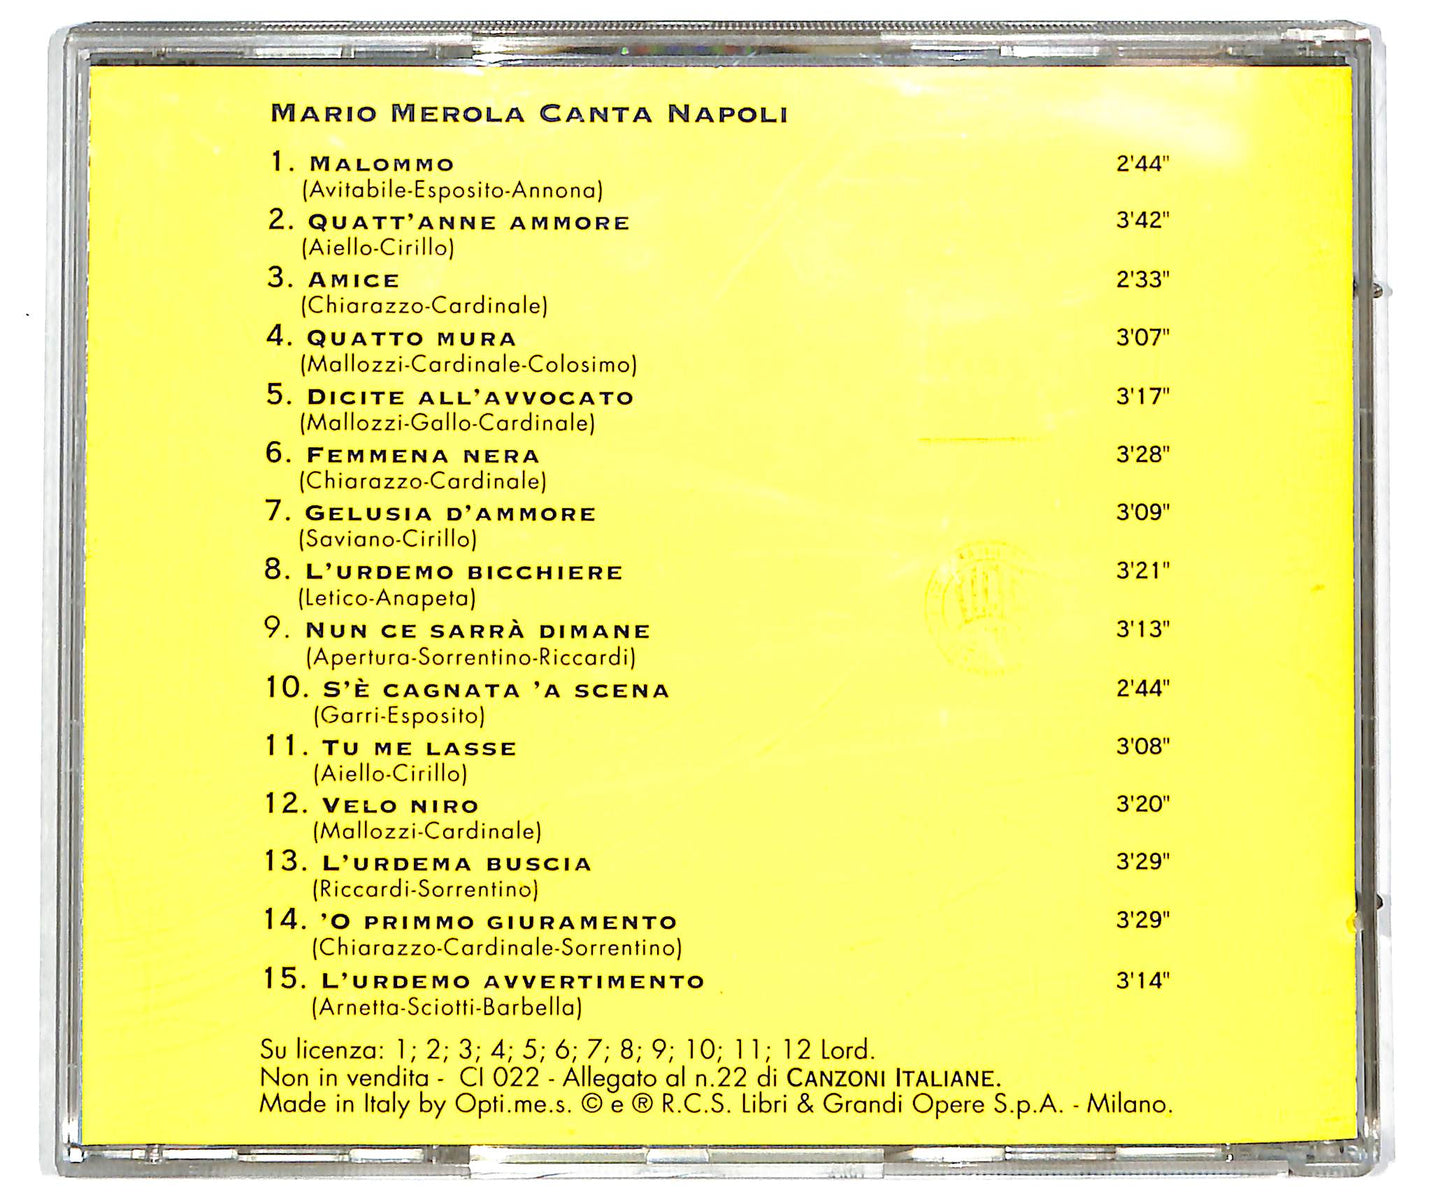 MARIO MEROLA CANTA NAPOLI
1. MALOMMO 2'44"
(Avitabile-Esposito-Annona)
2. QUATT'ANNE AMMORE 3'42"
(Aiello-Cirillo)
3. AMICE 2'33"
(Chiarazzo-Cardinale)
4. QUATTO MURA 3'07"
(Mallozzi-Cardinale-Colosimo)
5. DICITE ALL'AVVOCATO 3'17"
(Mallozzi-Gallo-Cardinale)
6. FEMMENA NERA 3'28"
(Chiarazzo-Cardinale)
7. GELUSIA D'AMMORE 3'09"
(Saviano-Cirillo)
8. L'URDEMO BICCHIERE 3'21"
(Letico-Anapeta)
9. NUN CE SARRÀ DIMANE 3'13"
(Apertura-Sorrentino-Riccardi)
10. S'È CAGNATA 'A SCENA 2'44"
(Garri-Esposito)
11. TU ME LASSE 3'08"
(Aiello-Cirillo)
12. VELO NIRO 3'20"
(Mallozzi-Cardinale)
13. L'URDEMA BUSCIA 3'29"
(Riccardi-Sorrentino)
14. 'O PRIMMO GIURAMENTO 3'29"
(Chiarazzo-Cardinale-Sorrentino)
15. L'URDEMO AVVERTIMENTO 3'14"
(Arnetta-Sciotti-Barbella)
Su licenza: 1; 2; 3; 4; 5; 6; 7; 8; 9; 10; 11; 12 Lord.
Non in vendita - CI 022 - Allegato al n.22 di CANZONI ITALIANE.
Made in Italy by Opti.me.s. © e ® R.C.S. Libri & Grandi Opere S.p.A. - Milano.